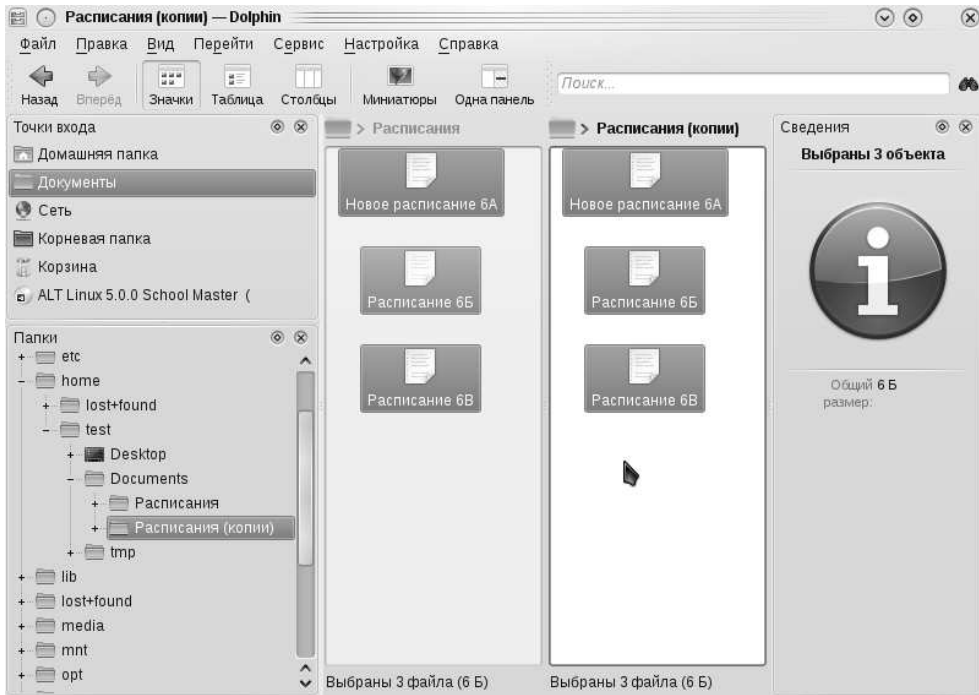 Расписания (копии) — Dolphin
Файл Правка Вид Перейти Сервис Настройка Справка
Назад Вперёд Значки Таблица Столбцы Миниатюры Одна панель Поиск...
Точки входа
Домашняя папка
Документы
Сеть
Корневая папка
Корзина
ALT Linux 5.0.0 School Master (
Папки
etc
home
lost+found
test
Desktop
Documents
Расписания
Расписания (копии)
tmp
lib
lost+found
media
mnt
opt
> Расписания
Новое расписание 6А
Расписание 6Б
Расписание 6В
Выбраны 3 файла (6 Б)
> Расписания (копии)
Новое расписание 6А
Расписание 6Б
Расписание 6В
Выбраны 3 файла (6 Б)
Сведения
Выбраны 3 объекта
Общий 6 Б
размер: